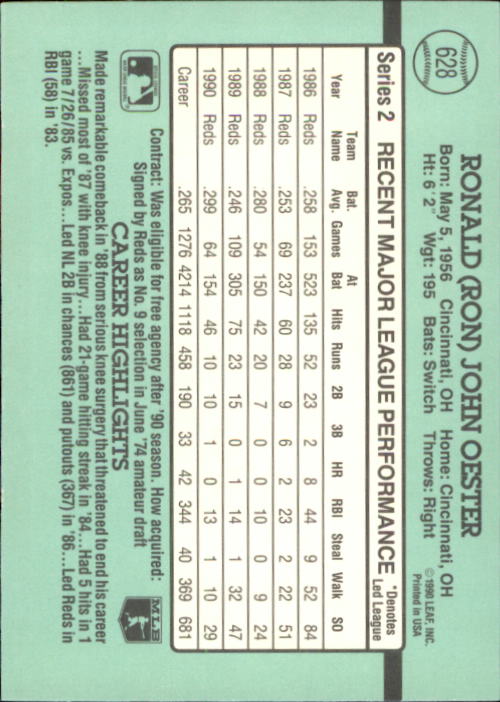 628
RONALD (RON) JOHN OESTER
Born: May 5, 1956 Cincinnati, OH Home: Cincinnati, OH
Ht: 6' 2" Wgt: 195 Bats: Switch Throws: Right
©1990 LEAF, INC.
Printed in USA
Series 2 RECENT MAJOR LEAGUE PERFORMANCE *Denotes Led League
Year Team Name Bat. Avg. Games At Bat Hits Runs 2B 3B HR RBI Steal Walk SO
1986 Reds .258 153 523 135 52 23 2 8 44 9 52 84
1987 Reds .253 69 237 60 28 9 6 2 23 2 22 51
1988 Reds .280 54 150 42 20 7 0 0 10 0 9 24
1989 Reds .246 109 305 75 23 15 0 1 14 1 32 47
1990 Reds .299 64 154 46 10 10 1 0 13 1 10 29
Career .265 1276 4214 1118 458 190 33 42 344 40 369 681
Contract: Was eligible for free agency after '90 season. How acquired:
Signed by Reds as No. 9 selection in June '74 amateur draft
CAREER HIGHLIGHTS
MLB
Made remarkable comeback in '88 from serious knee surgery that threatened to end his career
...Missed most of '87 with knee injury...Had 21-game hitting streak in '84...Had 5 hits in 1
game 7/26/85 vs. Expos...Led NL 2B in chances (861) and putouts (367) in '86...Led Reds in
RBI (58) in '83.